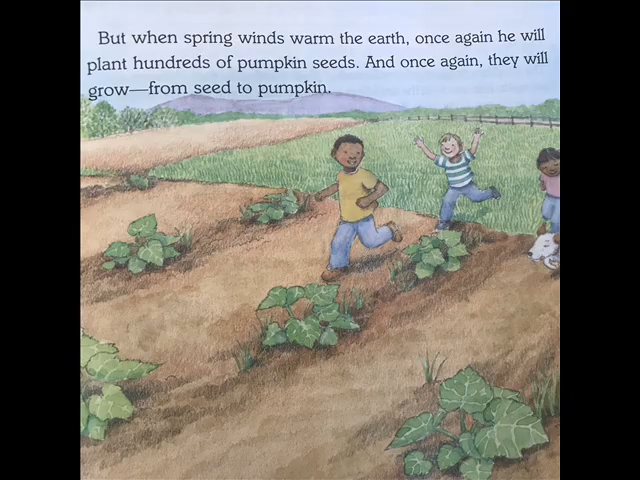 But when spring winds warm the earth, once again he will
plant hundreds of pumpkin seeds. And once again, they will
grow—from seed to pumpkin.